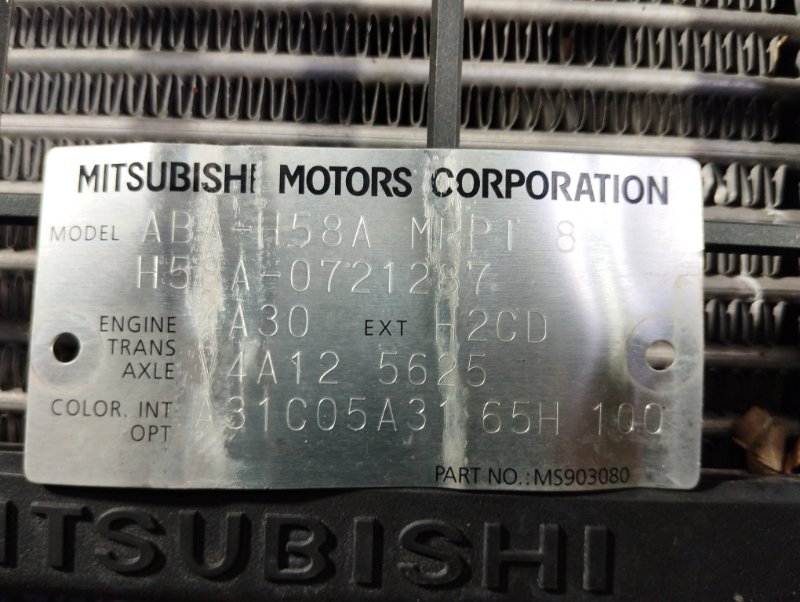 MITSUBISHI MOTORS CORPORATION
MODEL ABA-H58A MRPT 8
H58A-0721287
ENGINE 4A30 EXT H2CD
TRANS
AXLE V4A12 5625
COLOR. INT A31C05A31 65H 100
OPT
PART NO.: MS903080
MITSUBISHI